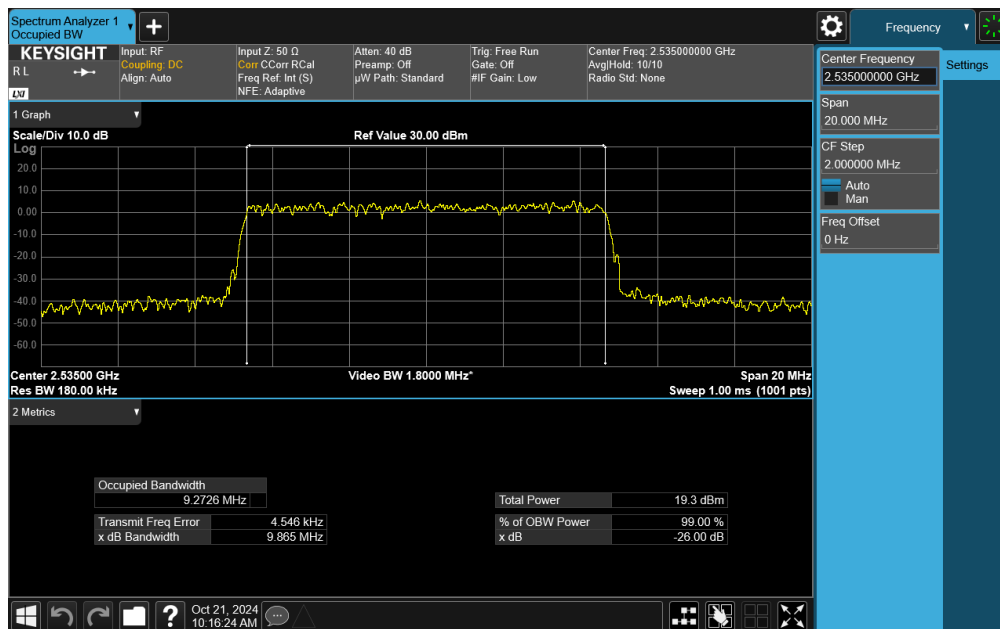 Spectrum Analyzer 1
Occupied BW
Frequency
KEYSIGHT
R L
LXI
Input: RF
Coupling: DC
Align: Auto
Input Z: 50 Ω
Corr CCorr RCal
Freq Ref: Int (S)
NFE: Adaptive
Atten: 40 dB
Preamp: Off
µW Path: Standard
Trig: Free Run
Gate: Off
#IF Gain: Low
Center Freq: 2.535000000 GHz
Avg|Hold: 10/10
Radio Std: None
Center Frequency
2.535000000 GHz
Settings
Span
20.000 MHz
CF Step
2.000000 MHz
Auto
Man
Freq Offset
0 Hz
1 Graph
Scale/Div 10.0 dB
Ref Value 30.00 dBm
Log
20.0
10.0
0.00
-10.0
-20.0
-30.0
-40.0
-50.0
-60.0
Center 2.53500 GHz
Video BW 1.8000 MHz*
Span 20 MHz
Res BW 180.00 kHz
Sweep 1.00 ms (1001 pts)
2 Metrics
Occupied Bandwidth
9.2726 MHz
Total Power 19.3 dBm
Transmit Freq Error 4.546 kHz
% of OBW Power 99.00 %
x dB Bandwidth 9.865 MHz
x dB -26.00 dB
Oct 21, 2024
10:16:24 AM